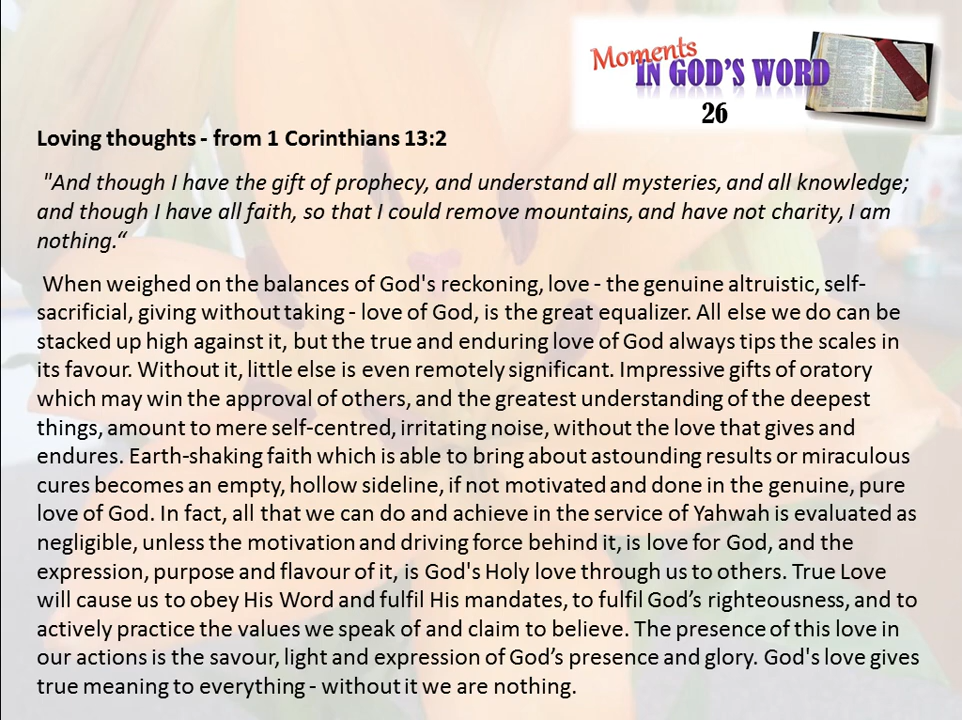 Moments
IN GOD'S WORD
26
Loving thoughts - from 1 Corinthians 13:2
"And though I have the gift of prophecy, and understand all mysteries, and all knowledge;
and though I have all faith, so that I could remove mountains, and have not charity, I am
nothing.“
When weighed on the balances of God's reckoning, love - the genuine altruistic, self-
sacrificial, giving without taking - love of God, is the great equalizer. All else we do can be
stacked up high against it, but the true and enduring love of God always tips the scales in
its favour. Without it, little else is even remotely significant. Impressive gifts of oratory
which may win the approval of others, and the greatest understanding of the deepest
things, amount to mere self-centred, irritating noise, without the love that gives and
endures. Earth-shaking faith which is able to bring about astounding results or miraculous
cures becomes an empty, hollow sideline, if not motivated and done in the genuine, pure
love of God. In fact, all that we can do and achieve in the service of Yahwah is evaluated as
negligible, unless the motivation and driving force behind it, is love for God, and the
expression, purpose and flavour of it, is God's Holy love through us to others. True Love
will cause us to obey His Word and fulfil His mandates, to fulfil God’s righteousness, and to
actively practice the values we speak of and claim to believe. The presence of this love in
our actions is the savour, light and expression of God’s presence and glory. God's love gives
true meaning to everything - without it we are nothing.